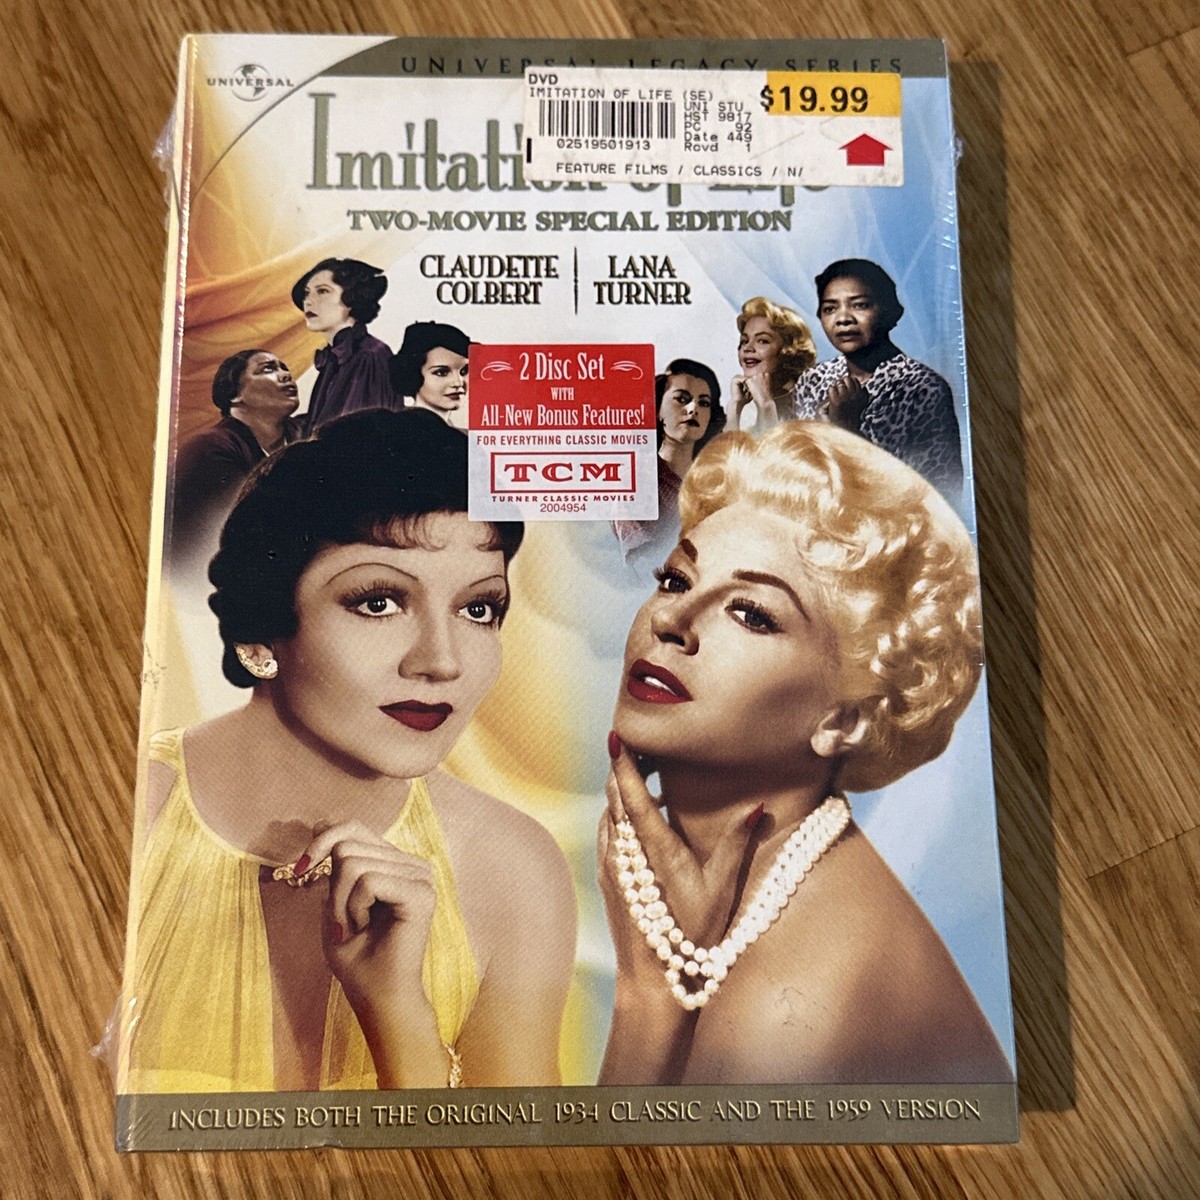 UNIVERSAL
UNIVERSAL LEGACY SERIES
DVD
IMITATION OF LIFE (SE)
$19.99
UNI STU
HST 9817
PC 92
Date 449
Rcvd 1
02519501913
FEATURE FILMS / CLASSICS / N/
Imitation of Life
TWO-MOVIE SPECIAL EDITION
CLAUDETTE
COLBERT
LANA
TURNER
2 Disc Set
WITH
All-New Bonus Features!
FOR EVERYTHING CLASSIC MOVIES
TCM
TURNER CLASSIC MOVIES
2004954
INCLUDES BOTH THE ORIGINAL 1934 CLASSIC AND THE 1959 VERSION